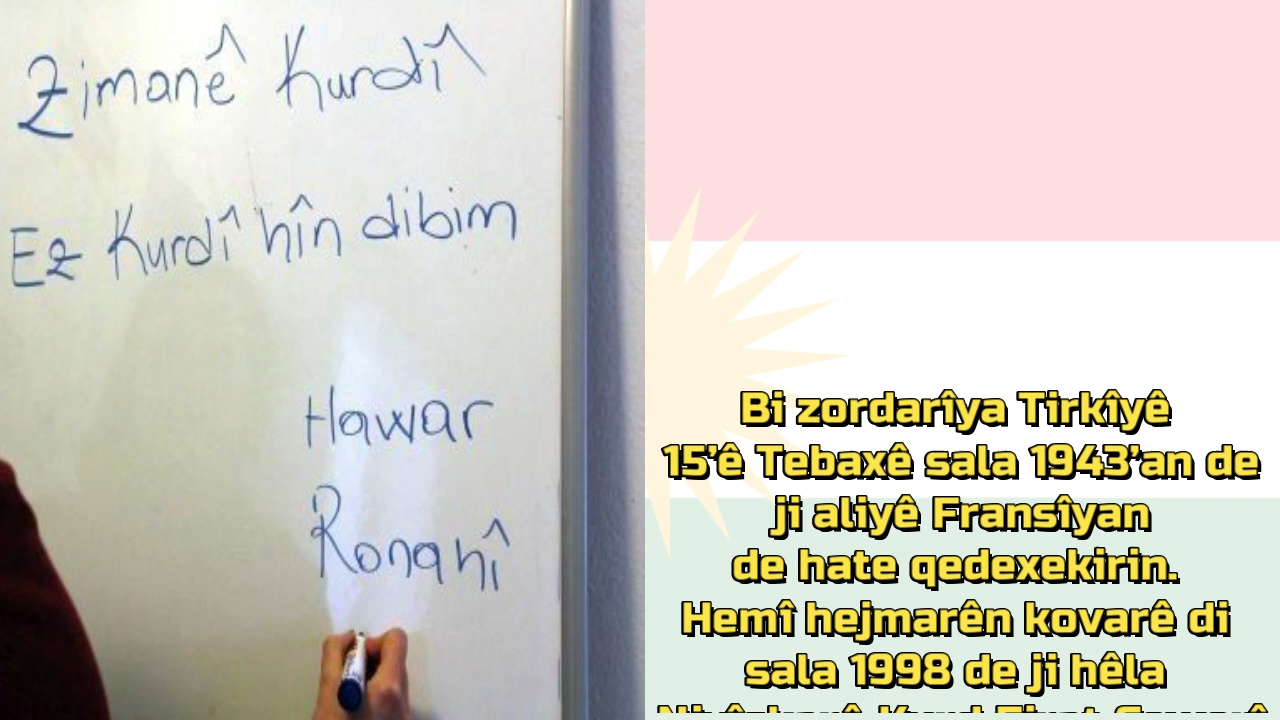 Zimanê Kurdî
Ez Kurdî hîn dibim
Hawar
Ronahî
Bi zordarîya Tirkîyê
15'ê Tebaxê sala 1943'an de
ji aliyê Fransîyan
de hate qedexekirin.
Hemî hejmarên kovarê di
sala 1998 de ji hêla